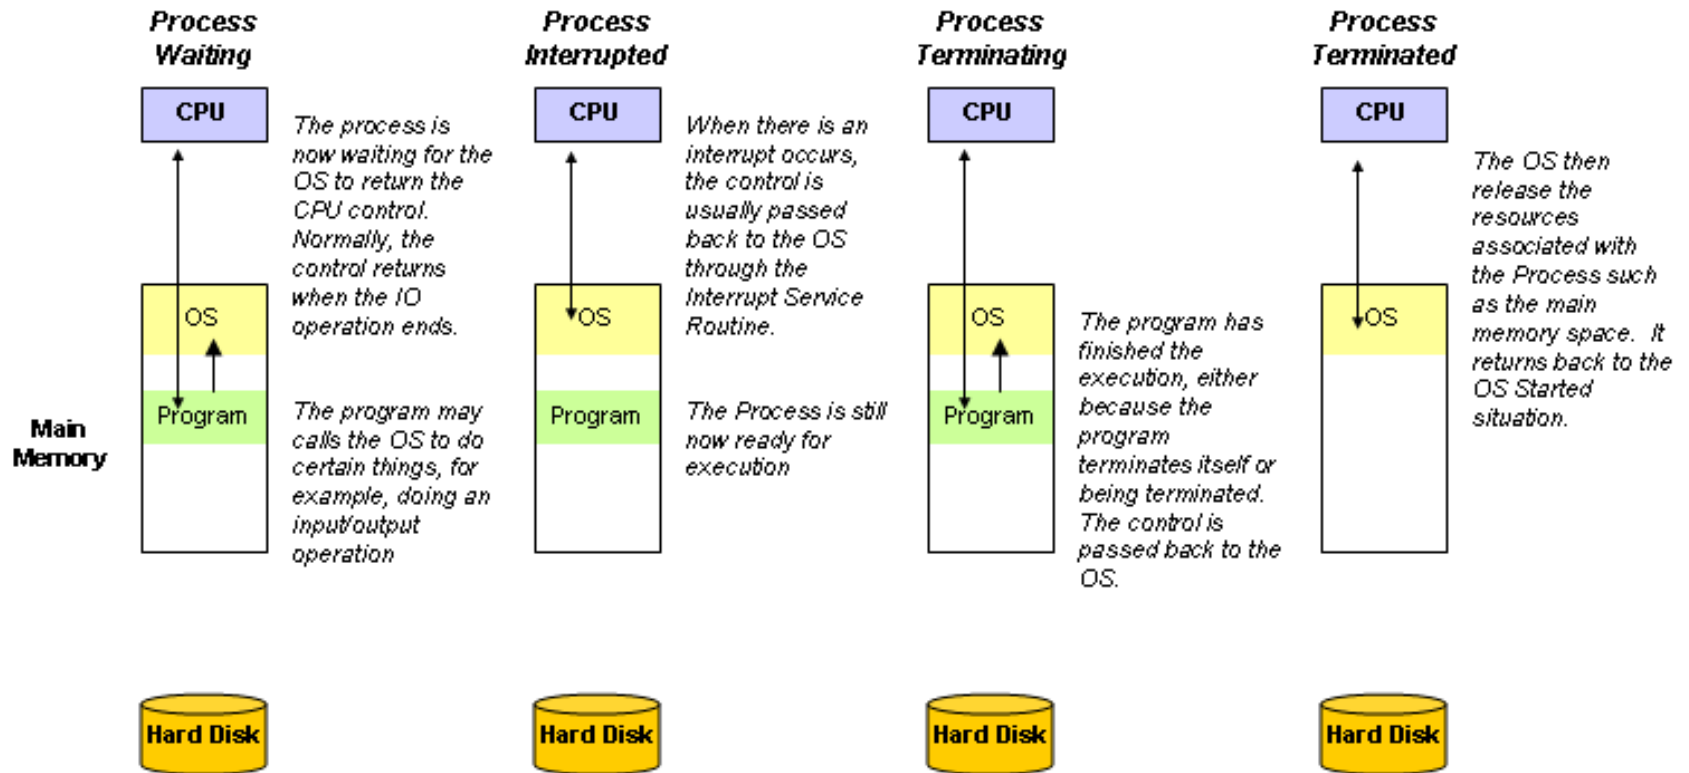 Process
Waiting
CPU
The process is
now waiting for the
OS to return the
CPU control.
Normally, the
control returns
when the IO
operation ends.
OS
Program
The program may
calls the OS to do
certain things, for
example, doing an
input/output
operation
Hard Disk
Process
Interrupted
CPU
When there is an
interrupt occurs,
the control is
usually passed
back to the OS
through the
Interrupt Service
Routine.
OS
Program
The Process is still
now ready for
execution
Hard Disk
Process
Terminating
CPU
OS
Program
The program has
finished the
execution, either
because the
program
terminates itself or
being terminated.
The control is
passed back to the
OS.
Hard Disk
Process
Terminated
CPU
The OS then
release the
resources
associated with
the Process such
as the main
memory space.  It
returns back to the
OS Started
situation.
OS
Hard Disk
Main
Memory